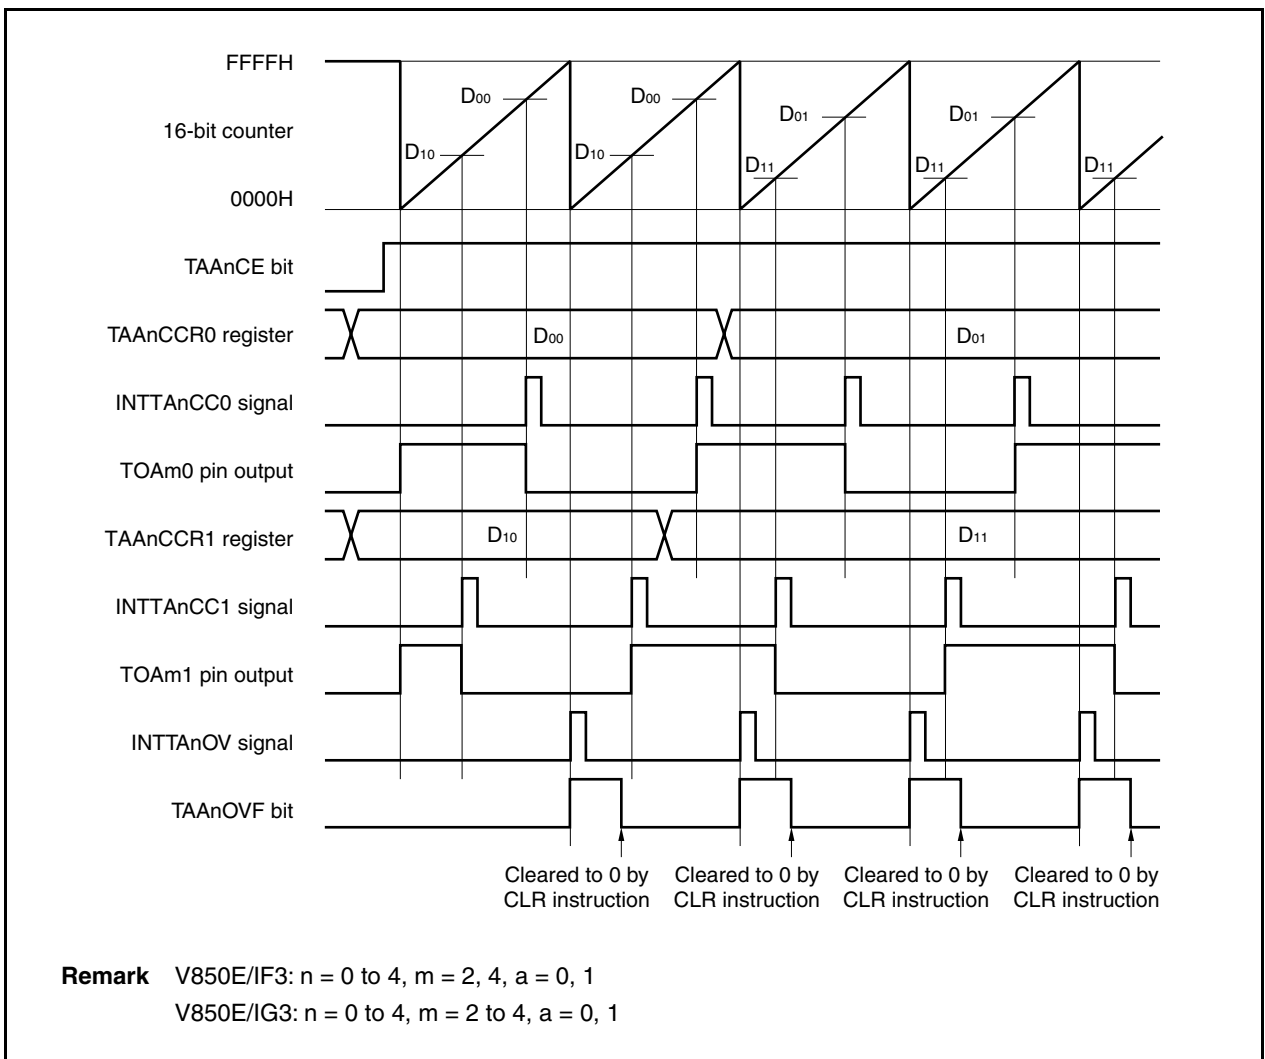 FFFFH
D00 D00
D01 D01
16-bit counter
D10 D10
D11 D11 D11
0000H
TAAnCE bit
TAAnCCR0 register D00 D01
INTTAnCC0 signal
TOAm0 pin output
TAAnCCR1 register D10 D11
INTTAnCC1 signal
TOAm1 pin output
INTTAnOV signal
TAAnOVF bit
Cleared to 0 by Cleared to 0 by Cleared to 0 by Cleared to 0 by
CLR instruction CLR instruction CLR instruction CLR instruction
Remark V850E/IF3: n = 0 to 4, m = 2, 4, a = 0, 1
V850E/IG3: n = 0 to 4, m = 2 to 4, a = 0, 1